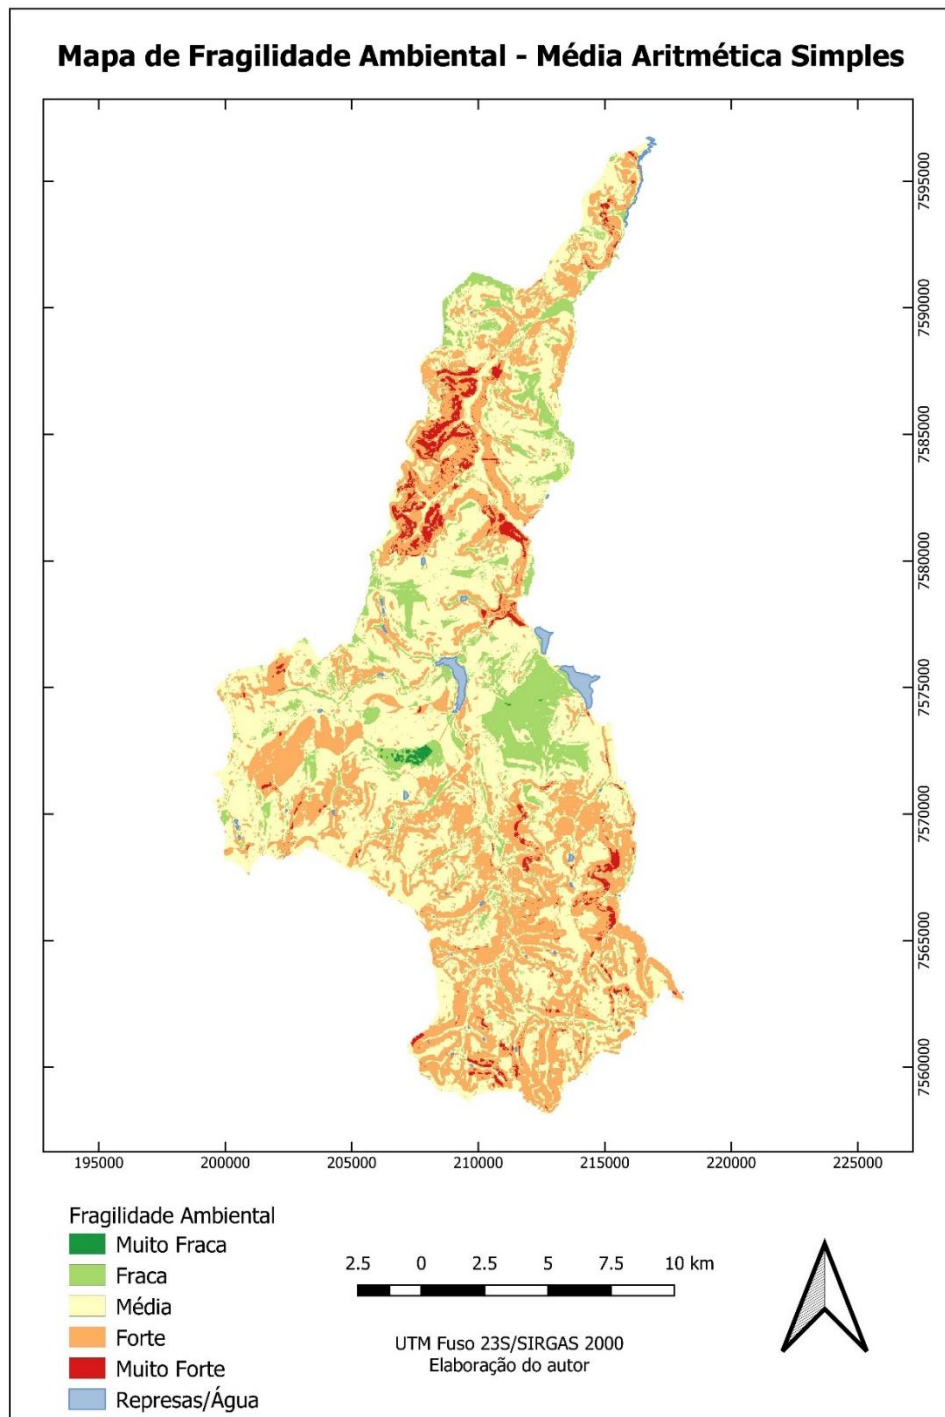 Mapa de Fragilidade Ambiental - Média Aritmética Simples
7595000
7590000
7585000
7580000
7575000
7570000
7565000
7560000
195000 200000 205000 210000 215000 220000 225000
Fragilidade Ambiental
Muito Fraca
Fraca
Média
Forte
Muito Forte
Represas/Água
2.5 0 2.5 5 7.5 10 km
UTM Fuso 23S/SIRGAS 2000
Elaboração do autor